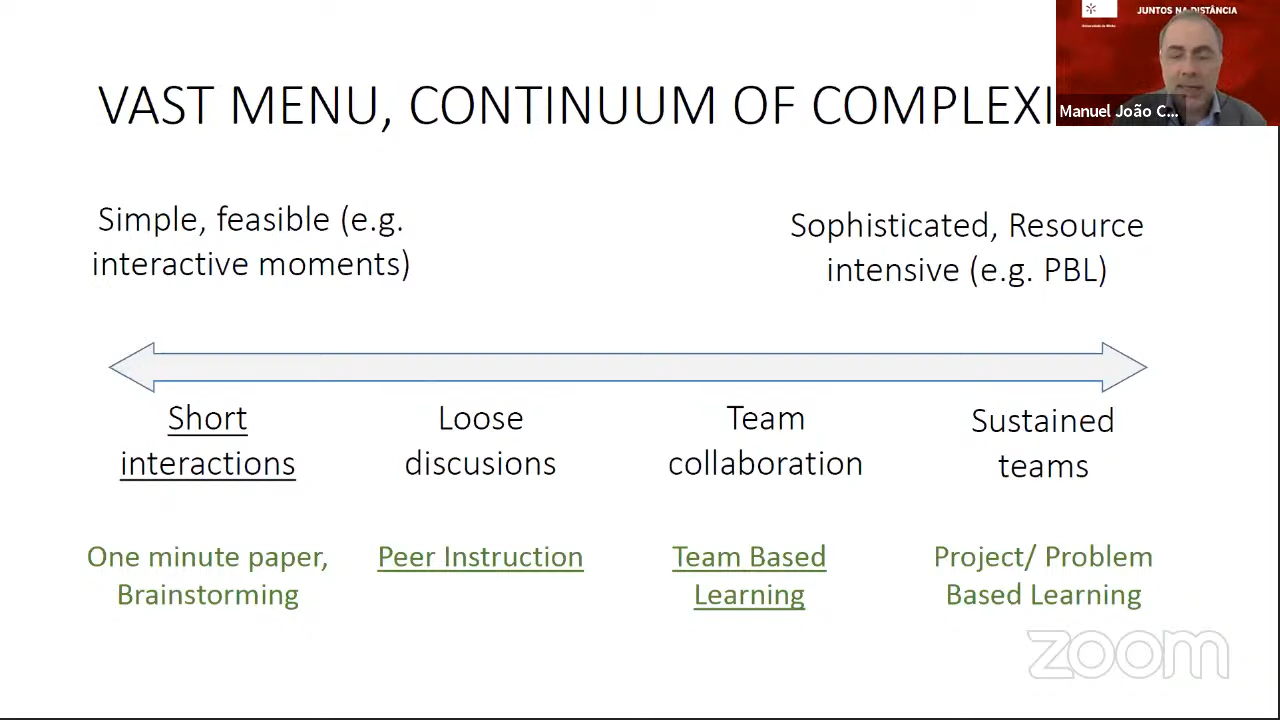 JUNTOS NA DISTÂNCIA
Manuel João C...
VAST MENU, CONTINUUM OF COMPLEXI
Simple, feasible (e.g.
interactive moments)
Sophisticated, Resource
intensive (e.g. PBL)
Short
interactions
Loose
discusions
Team
collaboration
Sustained
teams
One minute paper,
Brainstorming
Peer Instruction
Team Based
Learning
Project/ Problem
Based Learning
zoom